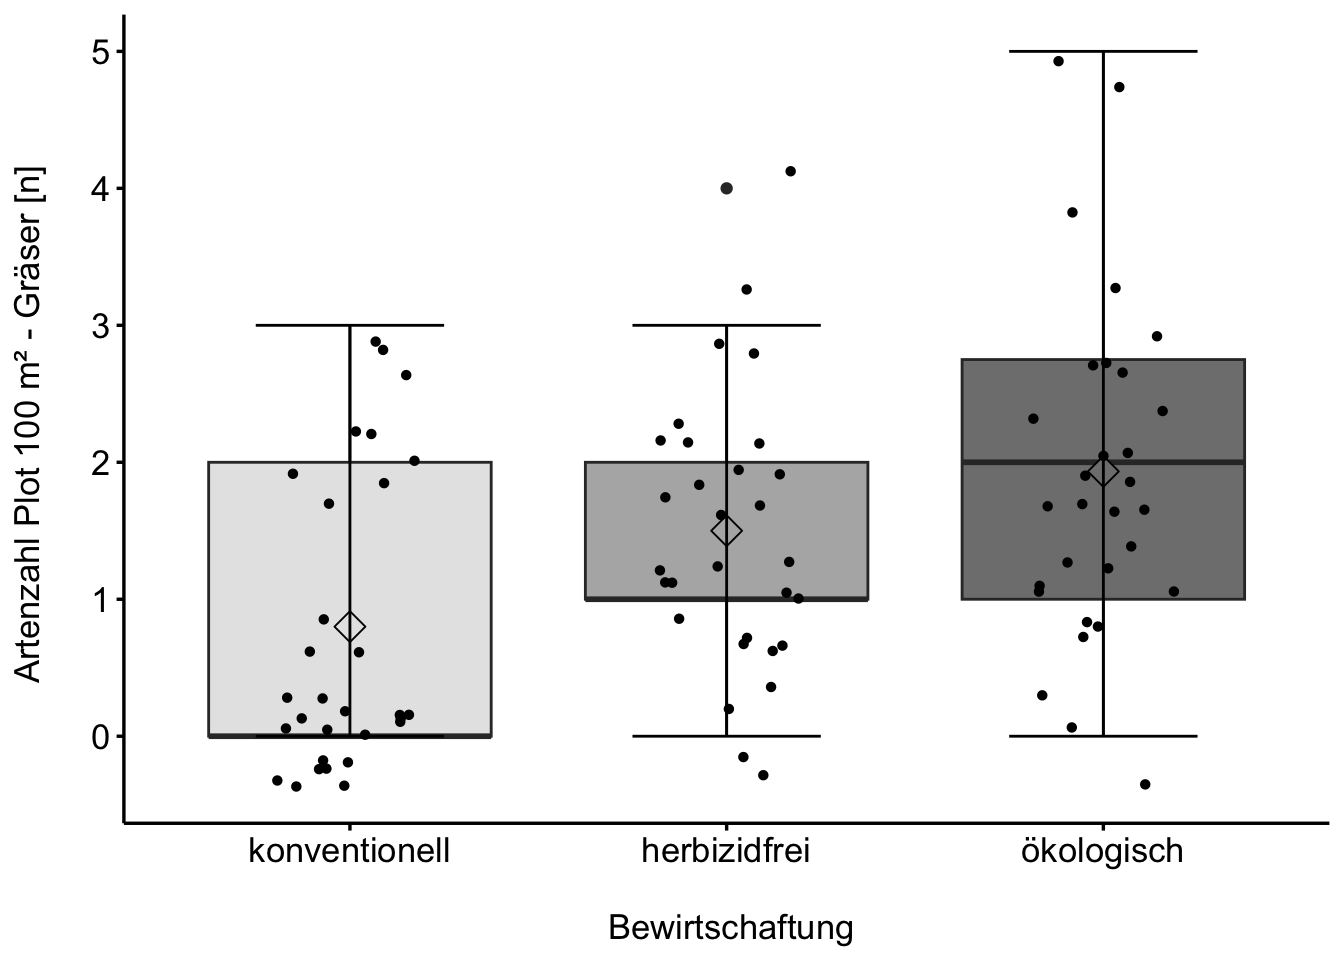 Artenzahl Plot 100 m² - Gräser [n]
5
4
3
2
1
0
konventionell herbizidfrei ökologisch
Bewirtschaftung